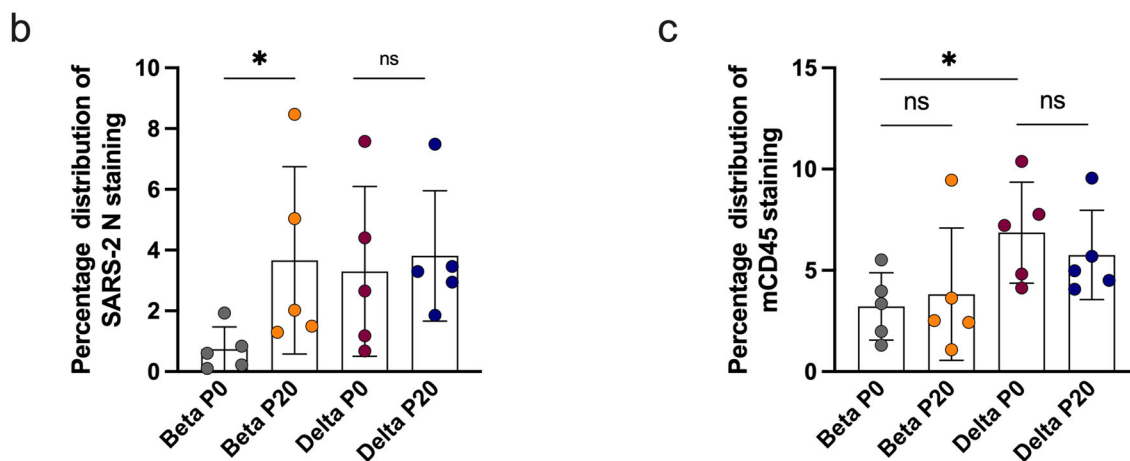 b
Percentage distribution of
SARS-2 N staining
10
8
6
4
2
0
*
ns
Beta P0
Beta P20
Delta P0
Delta P20
c
Percentage distribution of
mCD45 staining
15
10
5
0
*
ns
ns
Beta P0
Beta P20
Delta P0
Delta P20